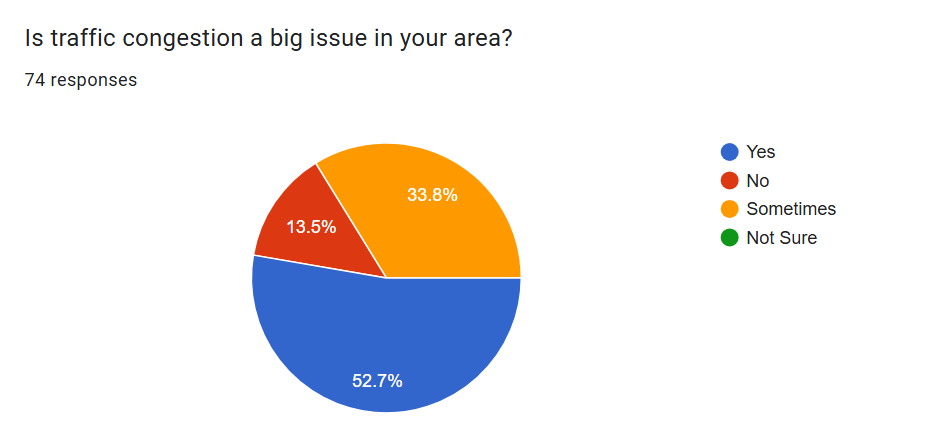 Is traffic congestion a big issue in your area?
74 responses
33.8%
13.5%
52.7%
Yes
No
Sometimes
Not Sure